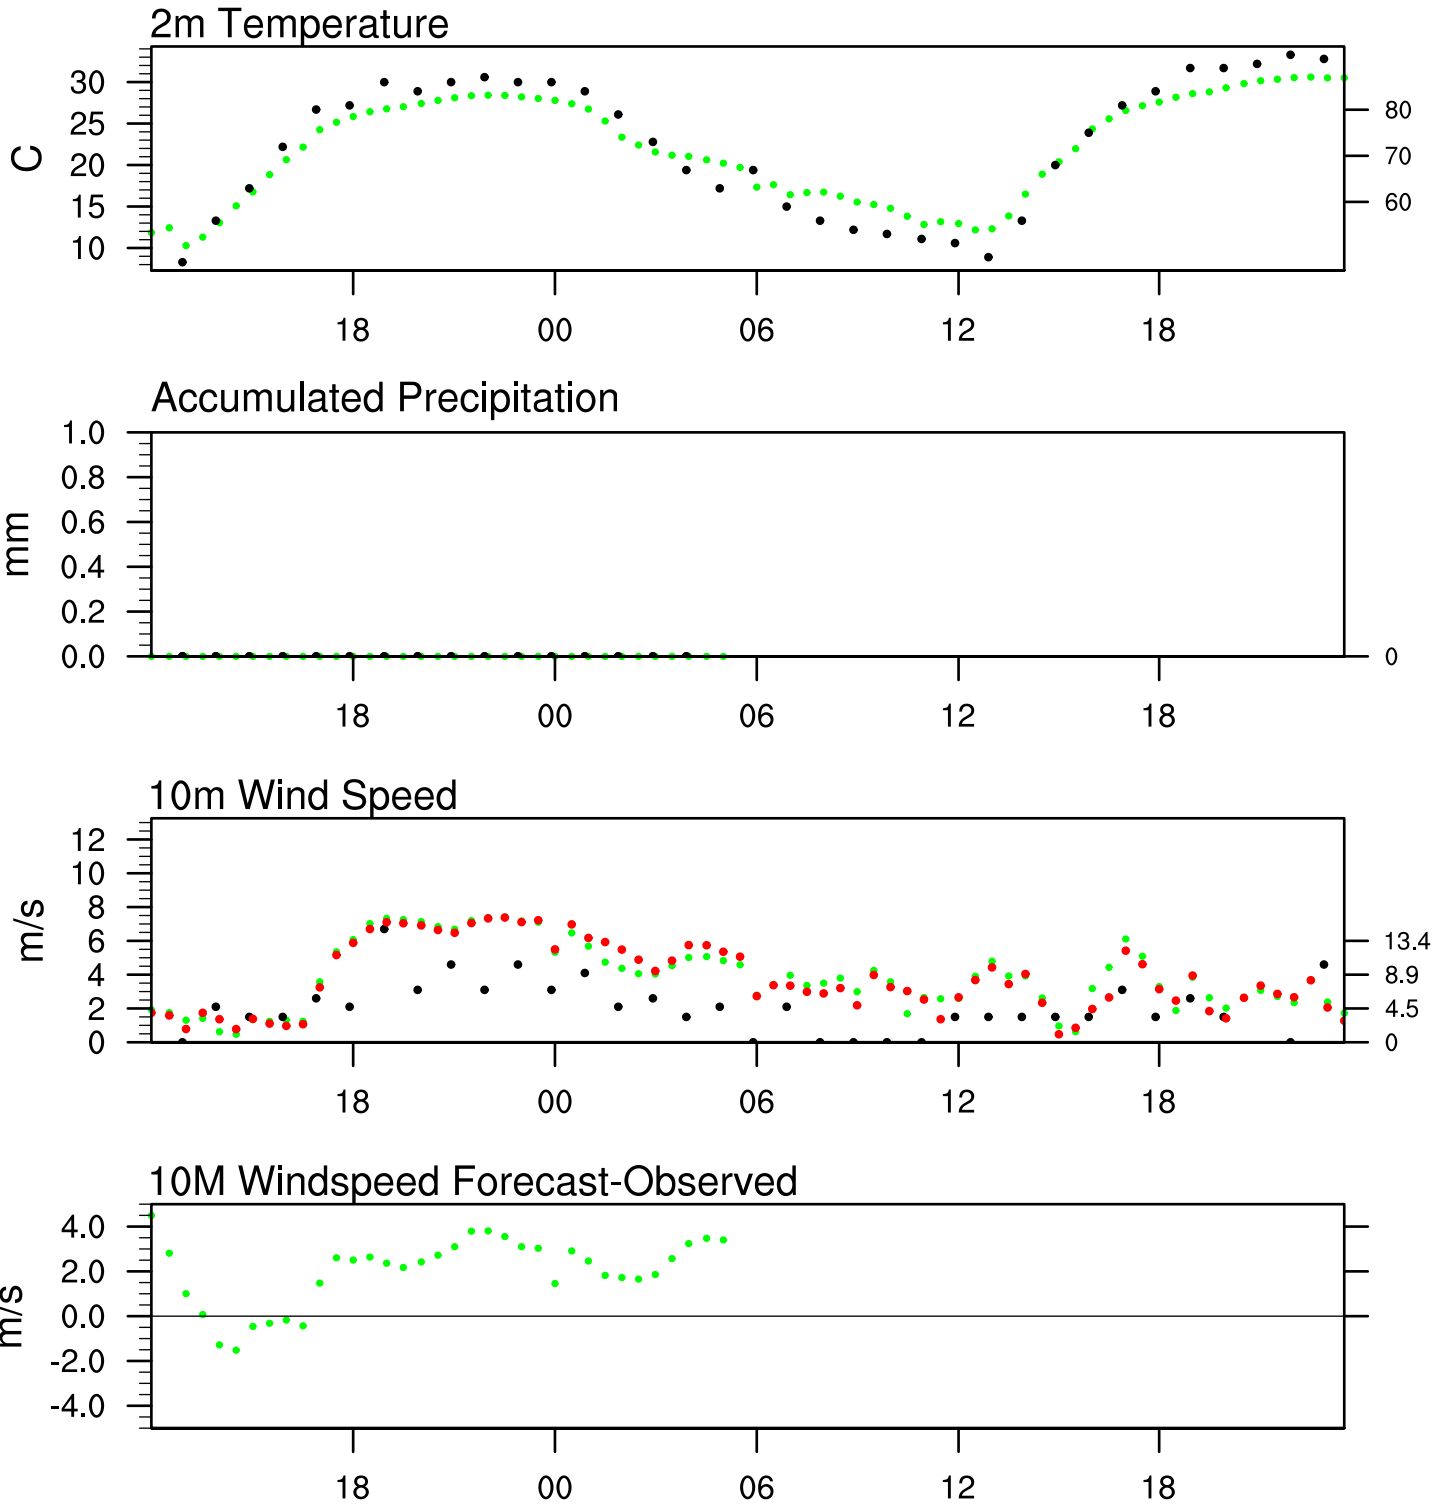 2m Temperature
30
25
20
15
10
C
80
70
60
18 00 06 12 18
Accumulated Precipitation
1.0
0.8
0.6
0.4
0.2
0.0
mm
0
18 00 06 12 18
10m Wind Speed
12
10
8
6
4
2
0
m/s
13.4
8.9
4.5
0
18 00 06 12 18
10M Windspeed Forecast-Observed
4.0
2.0
0.0
-2.0
-4.0
m/s
18 00 06 12 18